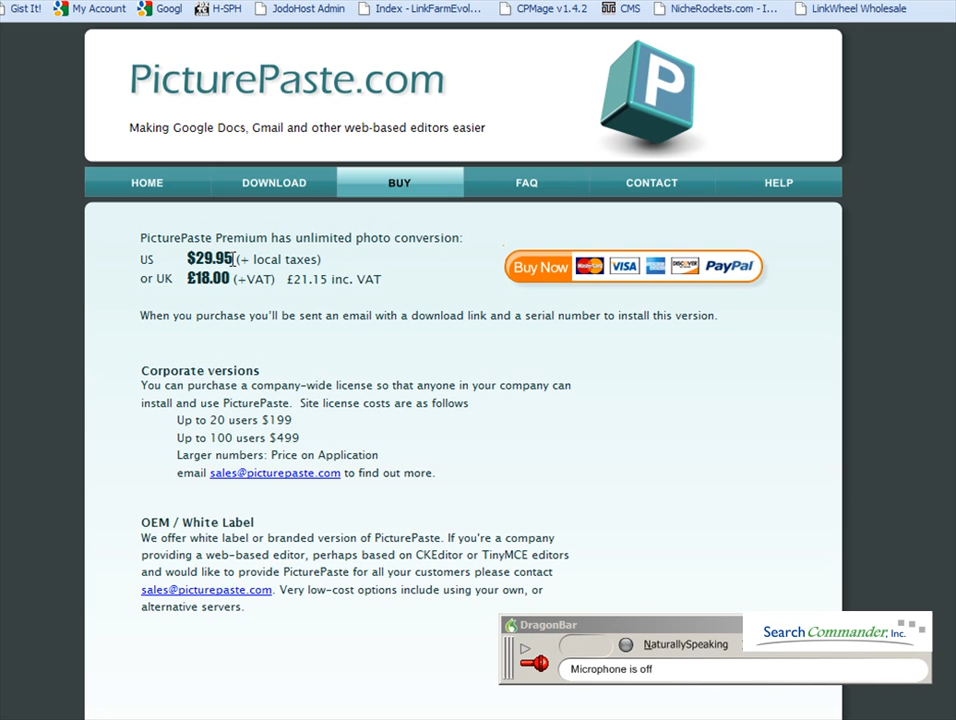 Gist It! My Account Googl H-SPH JodoHost Admin Index - LinkFarmEvol... CPMage v1.4.2 CMS NicheRockets.com - I... LinkWheel Wholesale
PicturePaste.com
P
Making Google Docs, Gmail and other web-based editors easier
HOME DOWNLOAD BUY FAQ CONTACT HELP
PicturePaste Premium has unlimited photo conversion:
US $29.95 (+ local taxes)
or UK £18.00 (+VAT) £21.15 inc. VAT
Buy Now MasterCard VISA DISCOVER PayPal
When you purchase you'll be sent an email with a download link and a serial number to install this version.
Corporate versions
You can purchase a company-wide license so that anyone in your company can
install and use PicturePaste. Site license costs are as follows
Up to 20 users $199
Up to 100 users $499
Larger numbers: Price on Application
email sales@picturepaste.com to find out more.
OEM / White Label
We offer white label or branded version of PicturePaste. If you're a company
providing a web-based editor, perhaps based on CKEditor or TinyMCE editors
and would like to provide PicturePaste for all your customers please contact
sales@picturepaste.com. Very low-cost options include using your own, or
alternative servers.
DragonBar
NaturallySpeaking
Microphone is off
Search Commander, Inc.